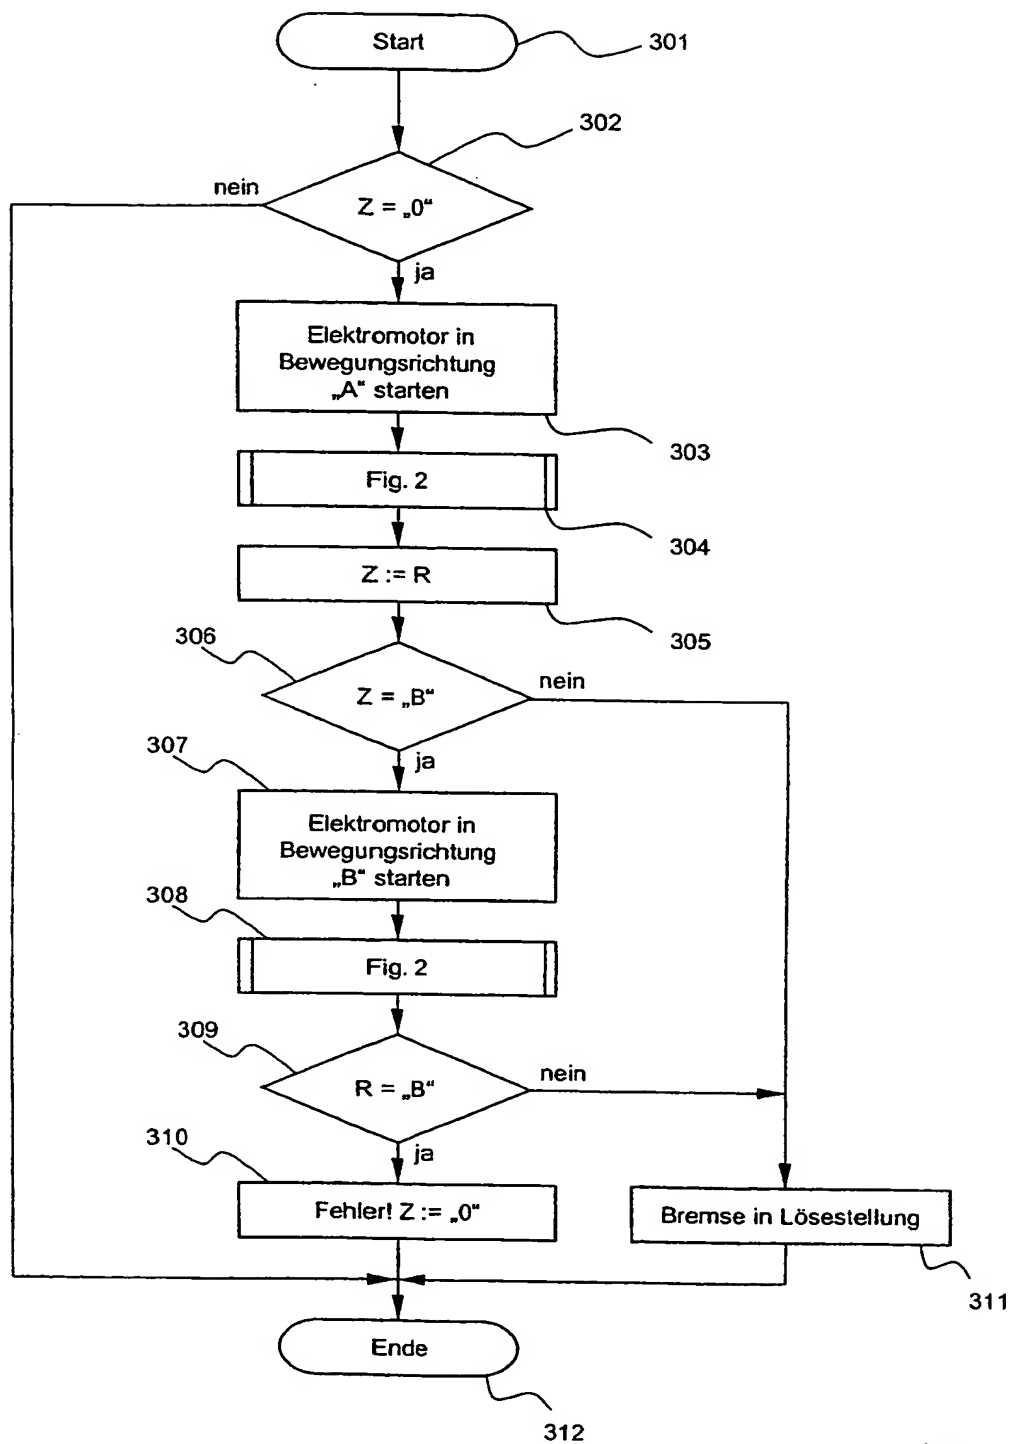 Start
301
302
nein
Z = „0“
ja
Elektromotor in
Bewegungsrichtung
„A“ starten
303
Fig. 2
304
Z := R
305
306
Z = „B“
nein
307
ja
Elektromotor in
Bewegungsrichtung
„B“ starten
308
Fig. 2
309
R = „B“
nein
310
ja
Fehler! Z := „0“
Bremse in Lösestellung
311
Ende
312